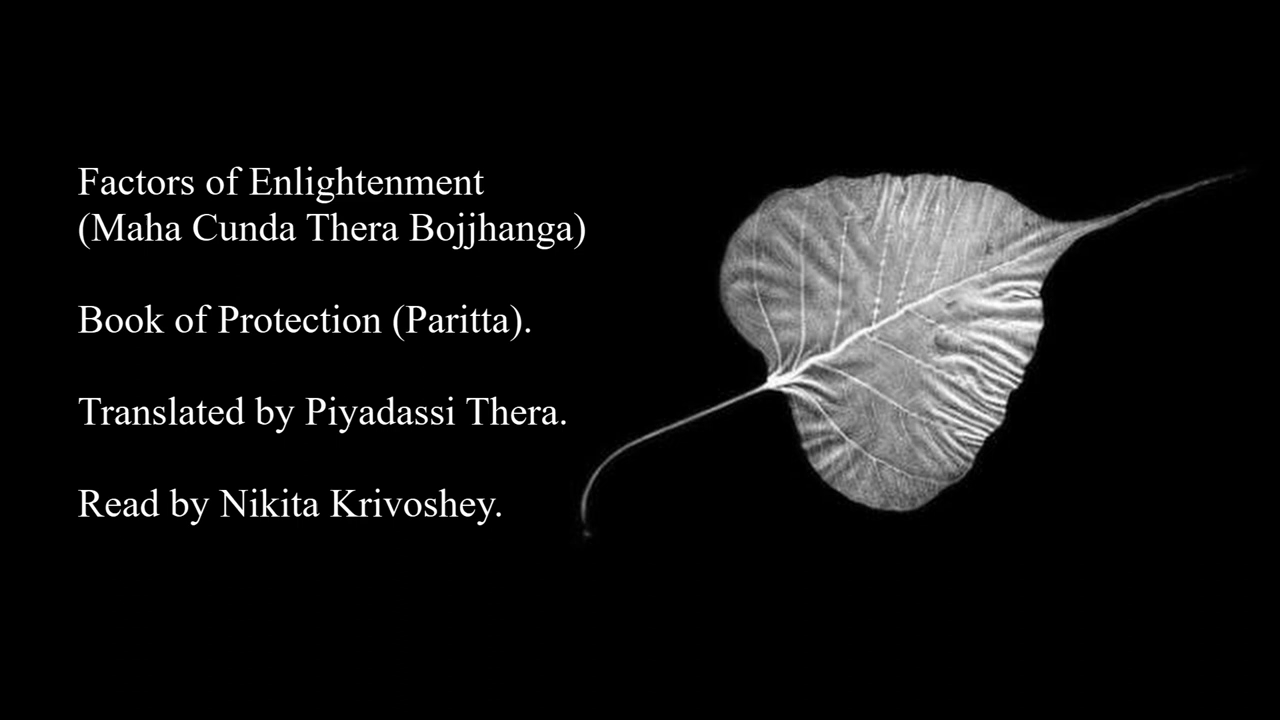 Factors of Enlightenment
(Maha Cunda Thera Bojjhanga)
Book of Protection (Paritta).
Translated by Piyadassi Thera.
Read by Nikita Krivoshey.